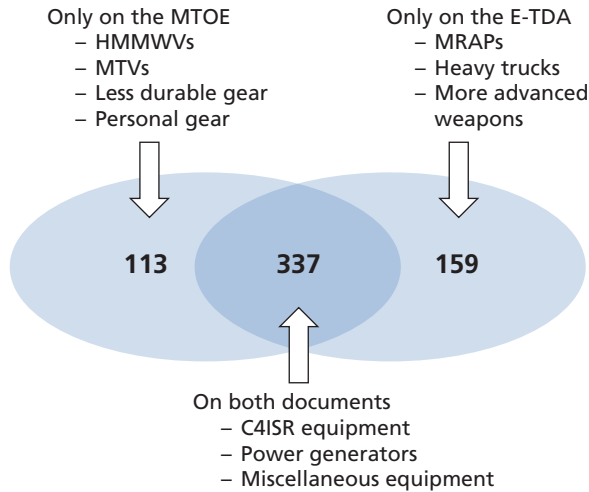 Only on the MTOE
– HMMWVs
– MTVs
– Less durable gear
– Personal gear
Only on the E-TDA
– MRAPs
– Heavy trucks
– More advanced
weapons
113
337
159
On both documents
– C4ISR equipment
– Power generators
– Miscellaneous equipment